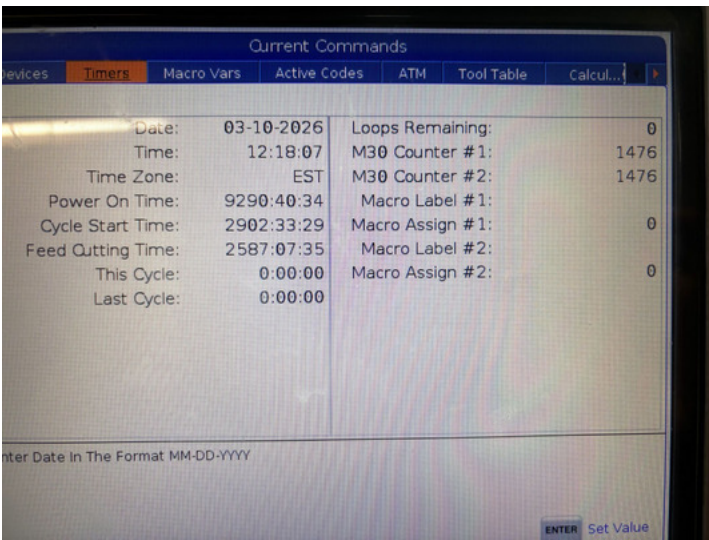 Current Commands
Devices Timers Macro Vars Active Codes ATM Tool Table Calcul...
Date: 03-10-2026
Time: 12:18:07
Time Zone: EST
Power On Time: 9290:40:34
Cycle Start Time: 2902:33:29
Feed Cutting Time: 2587:07:35
This Cycle: 0:00:00
Last Cycle: 0:00:00
Loops Remaining: 0
M30 Counter #1: 1476
M30 Counter #2: 1476
Macro Label #1:
Macro Assign #1: 0
Macro Label #2:
Macro Assign #2: 0
nter Date In The Format MM-DD-YYYY
ENTER Set Value